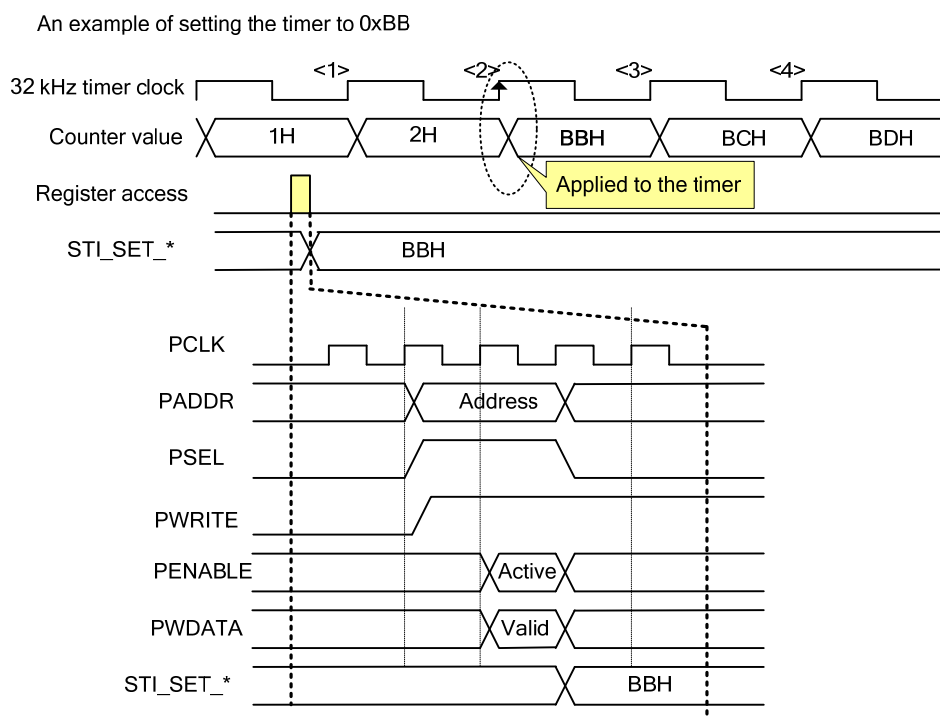 An example of setting the timer to 0xBB
<1> <2> <3> <4>
32 kHz timer clock
Counter value 1H 2H BBH BCH BDH
Applied to the timer
Register access
STI_SET_* BBH
PCLK
PADDR Address
PSEL
PWRITE
PENABLE Active
PWDATA Valid
STI_SET_* BBH